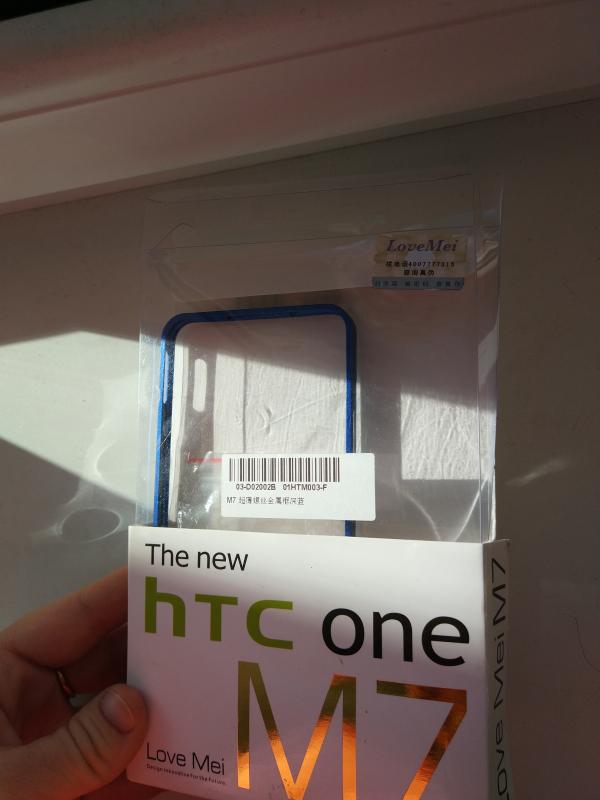 LoveMei
03-D02002B 01HTM003-F
M7 超薄螺丝金属框深蓝
The new
hTC one
M7
Love Mei
Design Innovative for the Future.
Love Mei M7